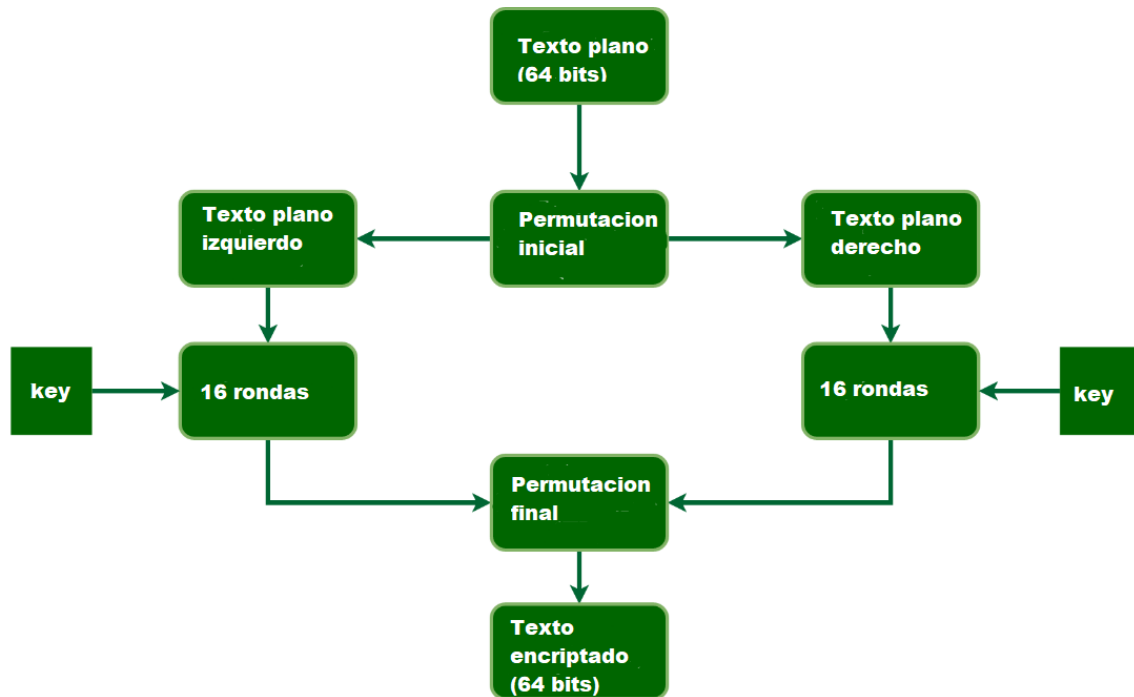 Texto plano
(64 bits)
Texto plano
izquierdo
Permutacion
inicial
Texto plano
derecho
key
16 rondas
16 rondas
key
Permutacion
final
Texto
encriptado
(64 bits)